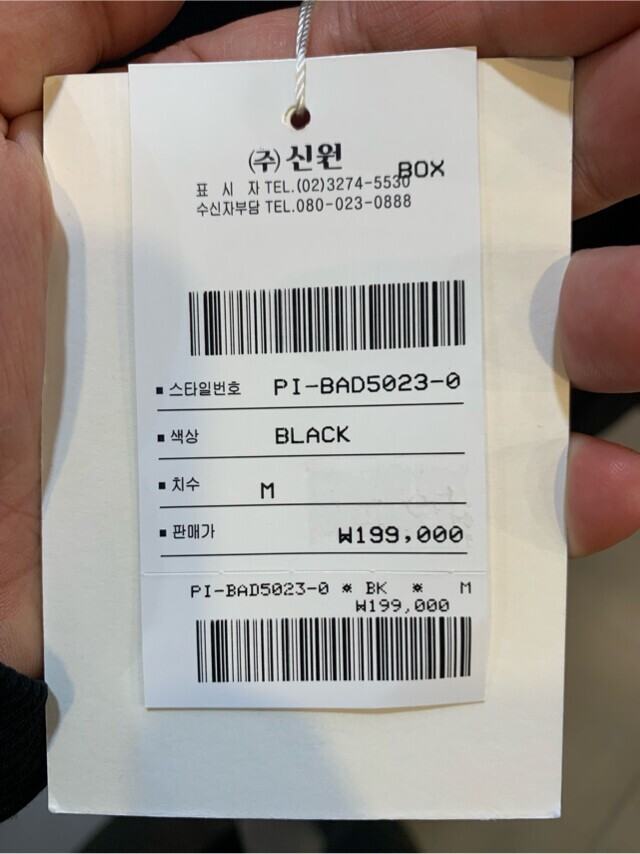 (주)신원
BOX
표 시 자 TEL.(02)3274-5530
수신자부담 TEL.080-023-0888
■ 스타일번호 PI-BAD5023-0
■ 색상 BLACK
■ 치수 M
■ 판매가 ₩199,000
PI-BAD5023-0 ※ BK ※ M
₩199,000